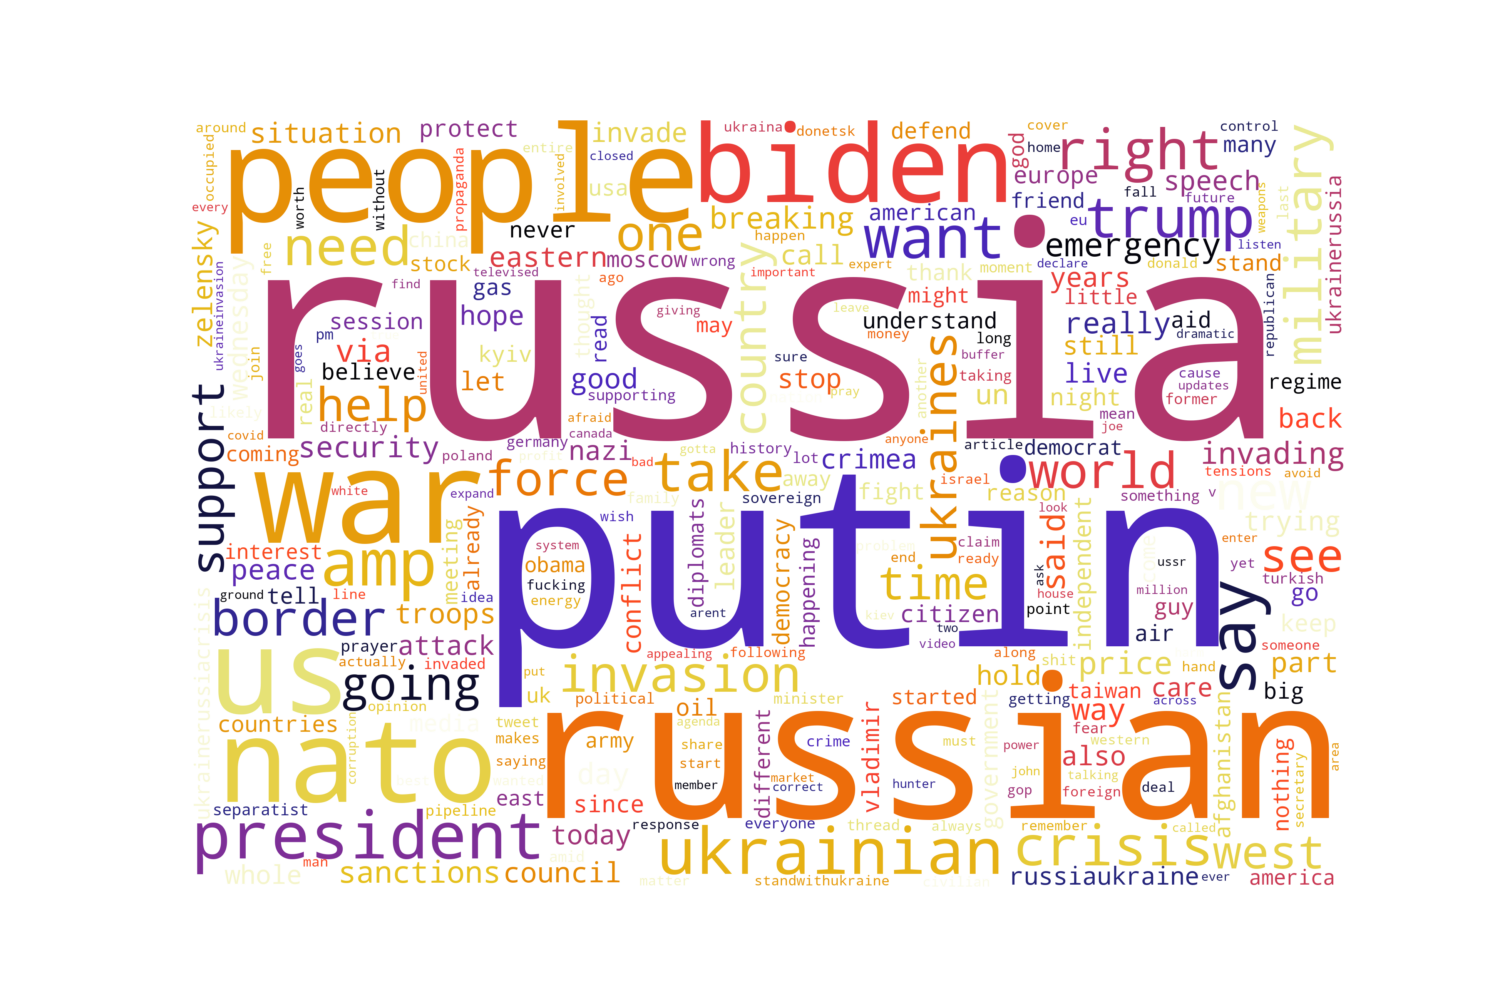 around
situation
protect
people
invade
ukraina
donetsk
biden
defend
cover
god
home
right
control
many
military
occupied
entire
closed
involved
usa
propaganda
every
worth
without
europe
speech
friend
fall
future
weapons
last
eu
trump
ukrainerussia
need
china
never
one
breaking
american
happen
want
call
emergency
listen
zelensky
ukraineinvasion
wednesday
free
stock
eastern
moscow
wrong
televised
find
ago
important
expert
thank
moment
declare
donald
years
stand
republican
country
russia
session
gas
hope
thought
read
giving
may
leave
money
might
little
understand
long
really
aid
dramatic
pm
goes
via
kyiv
join
real
believe
united
let
good
supporting
sure
stop
pray
buffer
taking
un
another
still
live
night
cause
updates
former
regime
support
likely
help
directly
covid
coming
security
afraid
canada
germany
nazi
poland
profit
bad
gotta
history
lot
anyone
crimea
ukraines
article
democrat
mean
joe
many
back
invading
tensions
avoid
war
white
expand
force
take
family
away
sovereign
fight
israel
world
reason
something
v
new
trying
interest
peace
amp
meeting
already
wish
system
obama
fucking
energy
idea
conflict
diplomats
leader
democracy
happening
putin
problem
end
claim
ready
time
kiev
look
said
ask
house
independent
come
ussr
yet
enter
see
turkish
go
million
guy
keep
ground
tell
line
border
troops
arent
citizen
two
point
air
say
prayer
attack
actually
invaded
appealing
following
video
along
shit
price
hand
someone
part
us
going
put
invasion
hold
uk
political
minister
started
getting
taiwan
care
across
big
ukrainerussiacrisis
countries
opinion
media
tweet
makes
saying
oil
agenda
army
share
start
different
crime
vladimir
russian
must
fear
way
western
power
also
afghanistan
nato
corruption
past
wanted
day
member
market
correct
hunter
government
john
talking
gop
foreign
deal
nothing
secretary
area
separatist
pipeline
east
since
president
today
response
everyone
thread
always
remember
called
whole
man
sanctions
council
amid
ukrainian
matter
standwithukraine
civilian
crisis
west
russiaukraine
ever
america